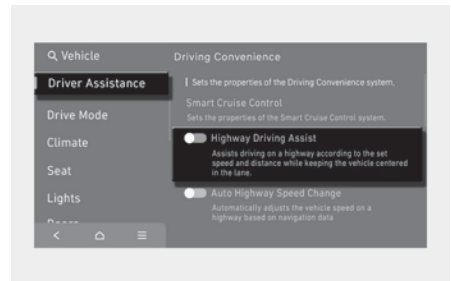 Vehicle
Driving Convenience
Driver Assistance
Sets the properties of the Driving Convenience system.
Smart Cruise Control
Sets the properties of the Smart Cruise Control system.
Drive Mode
Highway Driving Assist
Assists driving on a highway according to the set
speed and distance while keeping the vehicle centered
in the lane.
Climate
Seat
Lights
Auto Highway Speed Change
Automatically adjusts the vehicle speed on a
highway based on navigation data